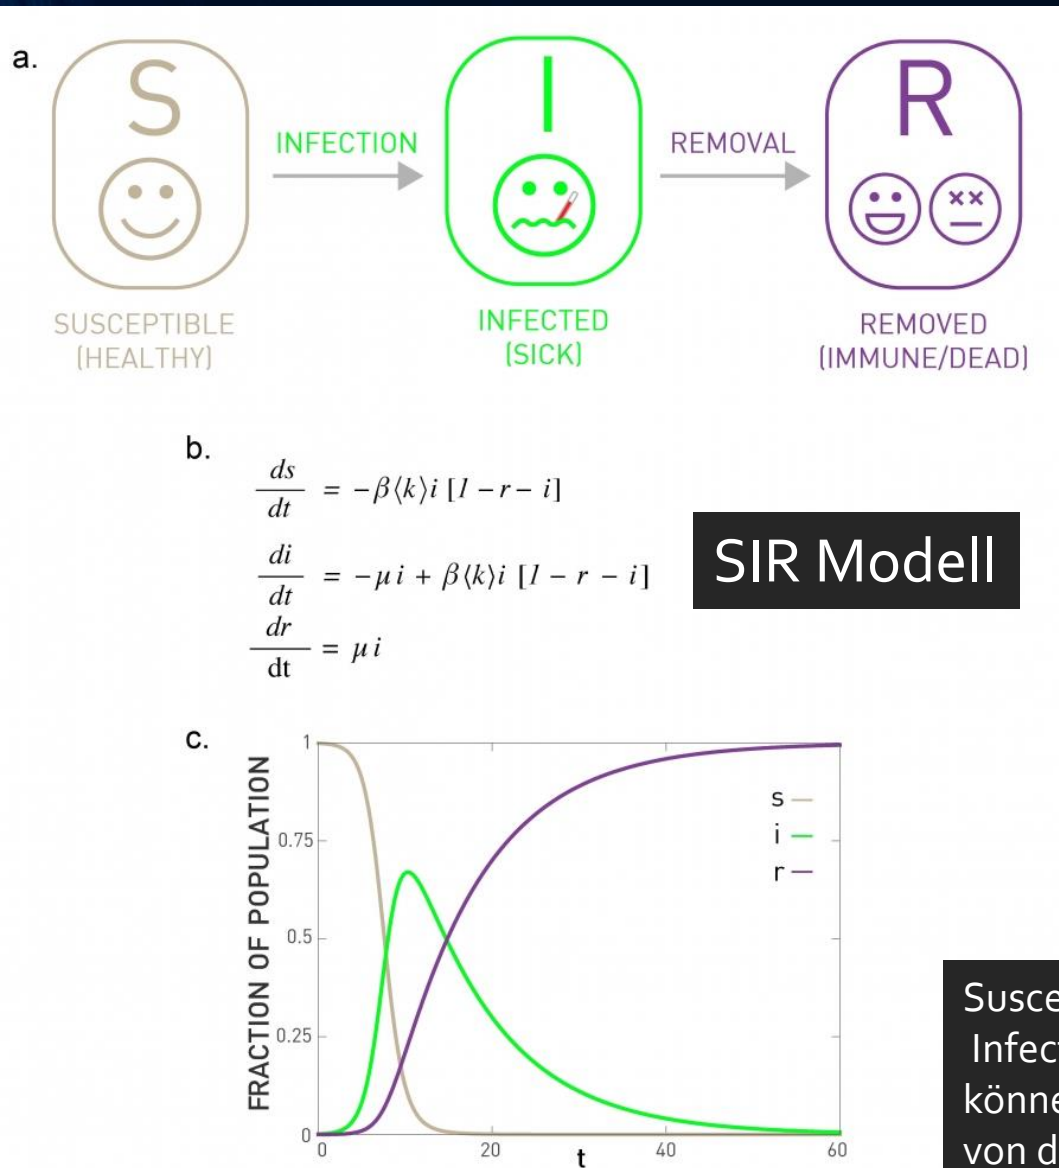 a.
S
I
R
INFECTION
REMOVAL
××
SUSCEPTIBLE
(HEALTHY)
INFECTED
(SICK)
REMOVED
(IMMUNE/DEAD)
b.
ds/dt = −β⟨k⟩i [1 − r − i]
di/dt = −μ i + β⟨k⟩i [1 − r − i]
dr/dt = μ i
SIR Modell
c.
FRACTION OF POPULATION
1
0.75
0.5
0.25
0
0 20 40 60
t
s
i
r
Susce
Infect
könne
von d